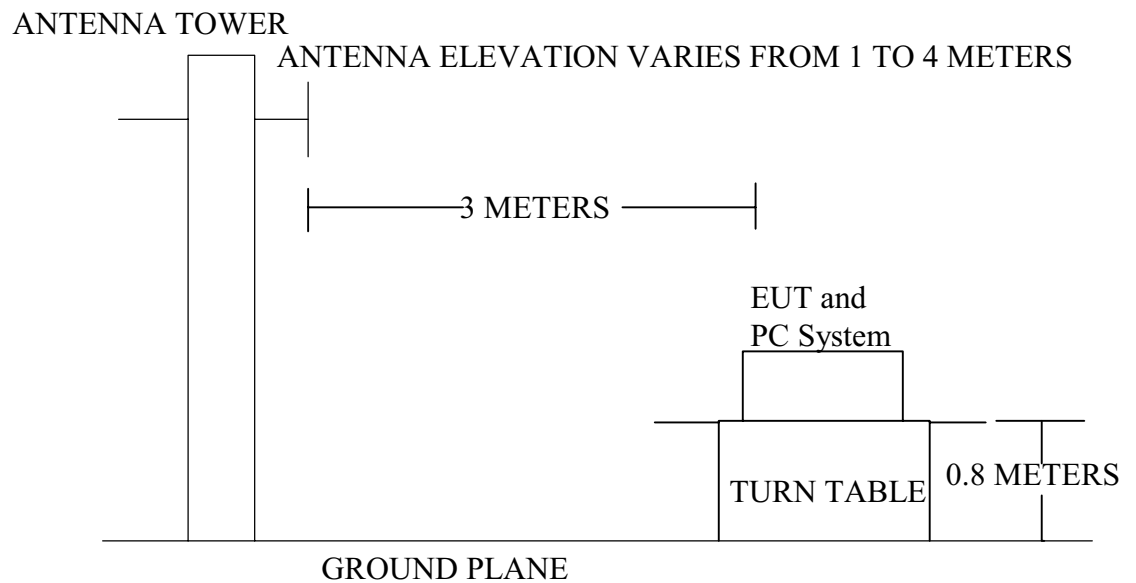 ANTENNA TOWER
ANTENNA ELEVATION VARIES FROM 1 TO 4 METERS
3 METERS
EUT and
PC System
TURN TABLE
0.8 METERS
GROUND PLANE